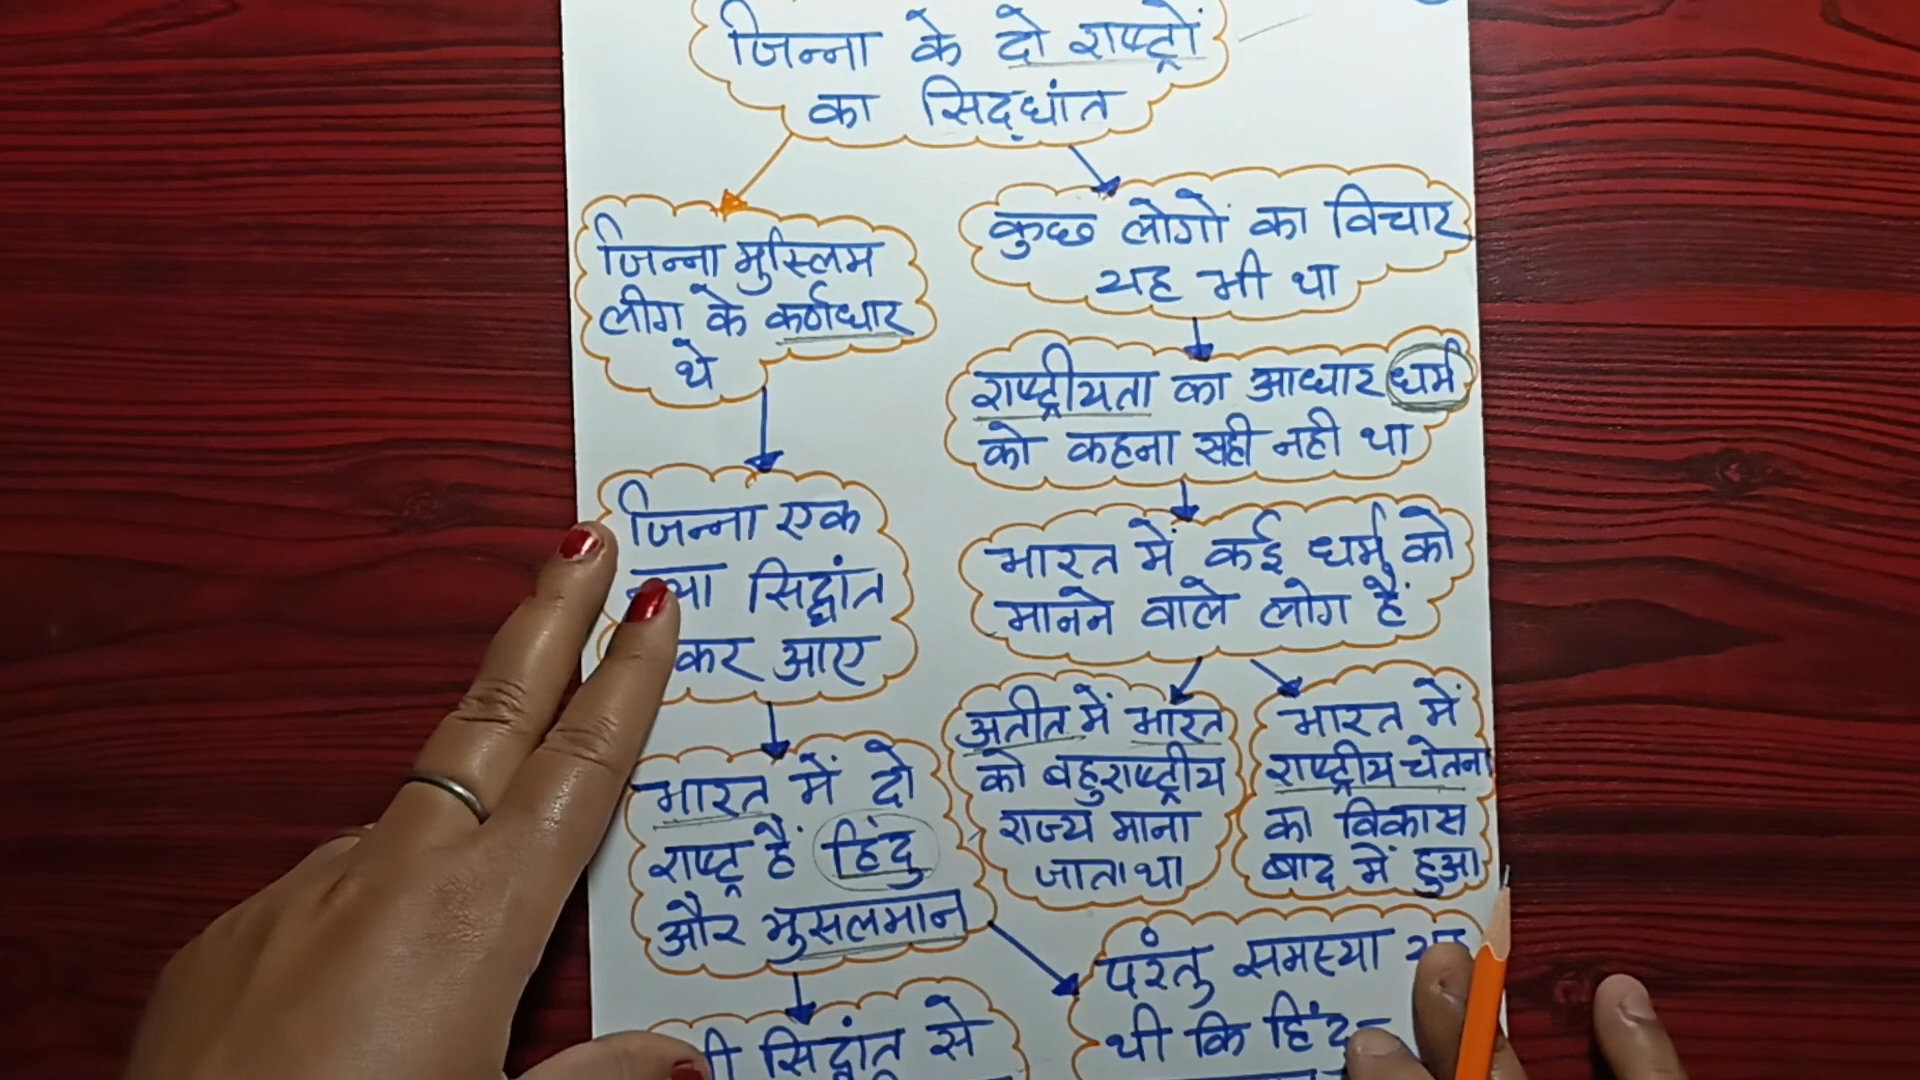 जिन्ना के दो राष्ट्रों
का सिद्धांत
जिन्ना मुस्लिम
लीग के कर्णधार
थे
जिन्ना एक
सिद्धांत
कर आए
भारत में दो
राष्ट्र हैं हिंदु
और मुसलमान
सिद्धांत से
कुछ लोगों का विचार
यह भी था
राष्ट्रीयता का आधार धर्म
को कहना सही नही था
भारत में कई धर्म को
मानने वाले लोग हैं
अतीत में भारत
को बहुराष्ट्रीय
राज्य माना
जाता था
भारत में
राष्ट्रीय चेतना
का विकास
बाद में हुआ
परंतु समस्या
थी कि हिंदु